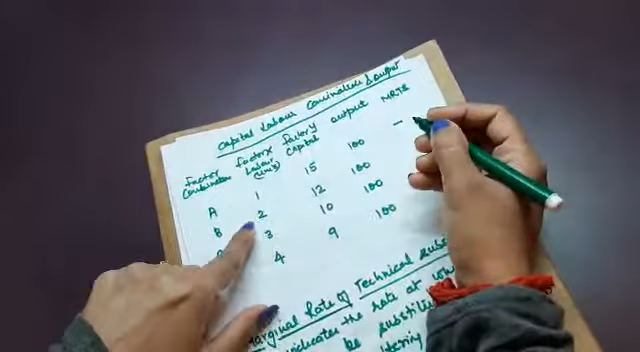 Capital Labour Combination & output
Factor Combination Factor x Labour (Units) Factor y Capital output MRTS
A 1 15 100 —
B 2 12 100
3 10 100
4 9 100
Marginal Rate of Technical
indicates the rate at
be